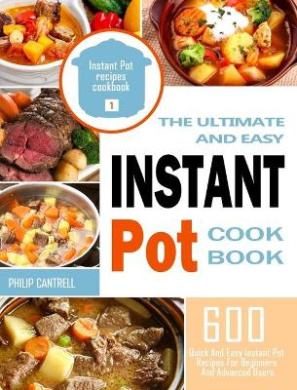 Instant Pot
recipes
cookbook
1
THE ULTIMATE
AND EASY
INSTANT
Pot COOK
BOOK
PHILIP CANTRELL
600
Quick And Easy Instant Pot
Recipes For Beginners
And Advanced Users